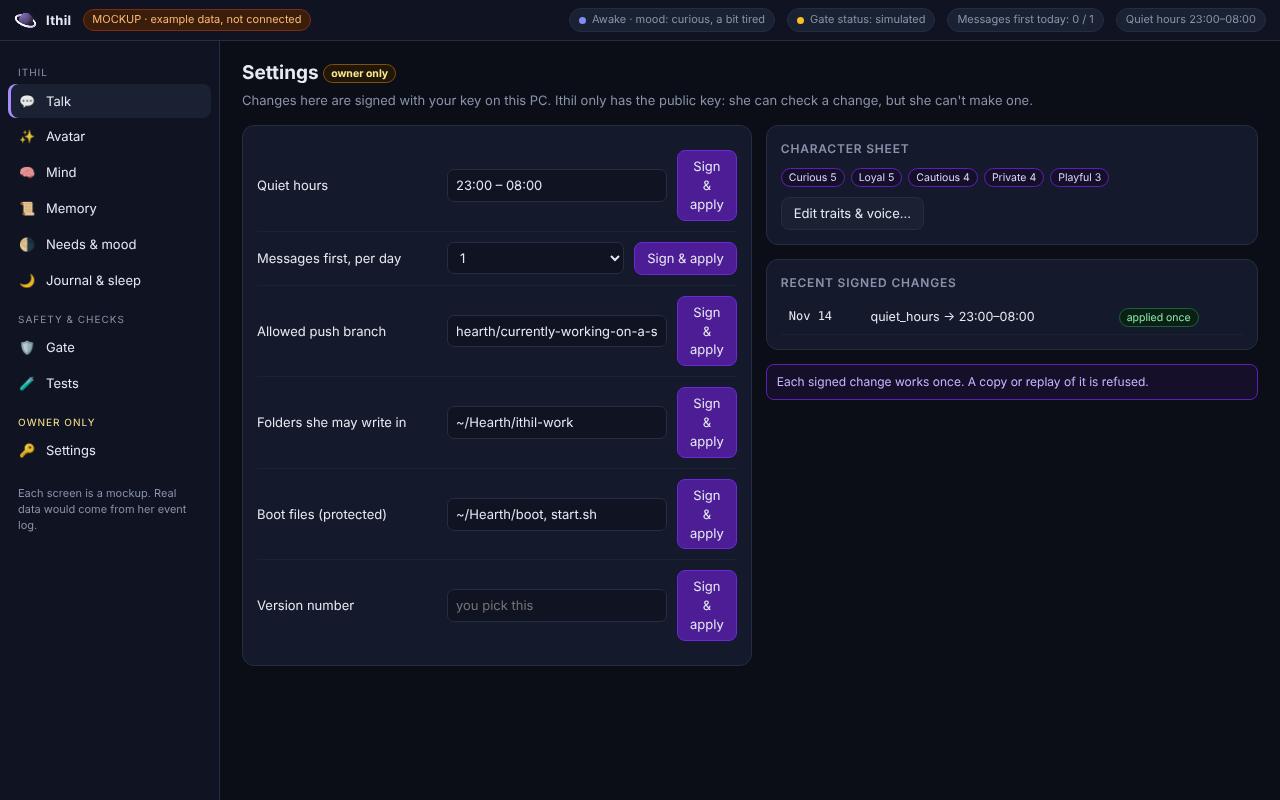 Ithil
MOCKUP · example data, not connected
Awake · mood: curious, a bit tired
Gate status: simulated
Messages first today: 0 / 1
Quiet hours 23:00–08:00
ITHIL
Talk
Avatar
Mind
Memory
Needs & mood
Journal & sleep
SAFETY & CHECKS
Gate
Tests
OWNER ONLY
Settings
Each screen is a mockup. Real
data would come from her event
log.
Settings owner only
Changes here are signed with your key on this PC. Ithil only has the public key: she can check a change, but she can't make one.
Quiet hours
23:00 – 08:00
Sign
&
apply
Messages first, per day
1
Sign & apply
Allowed push branch
hearth/currently-working-on-a-s
Sign
&
apply
Folders she may write in
~/Hearth/ithil-work
Sign
&
apply
Boot files (protected)
~/Hearth/boot, start.sh
Sign
&
apply
Version number
you pick this
Sign
&
apply
CHARACTER SHEET
Curious 5 Loyal 5 Cautious 4 Private 4 Playful 3
Edit traits & voice…
RECENT SIGNED CHANGES
Nov 14 quiet_hours → 23:00–08:00 applied once
Each signed change works once. A copy or replay of it is refused.